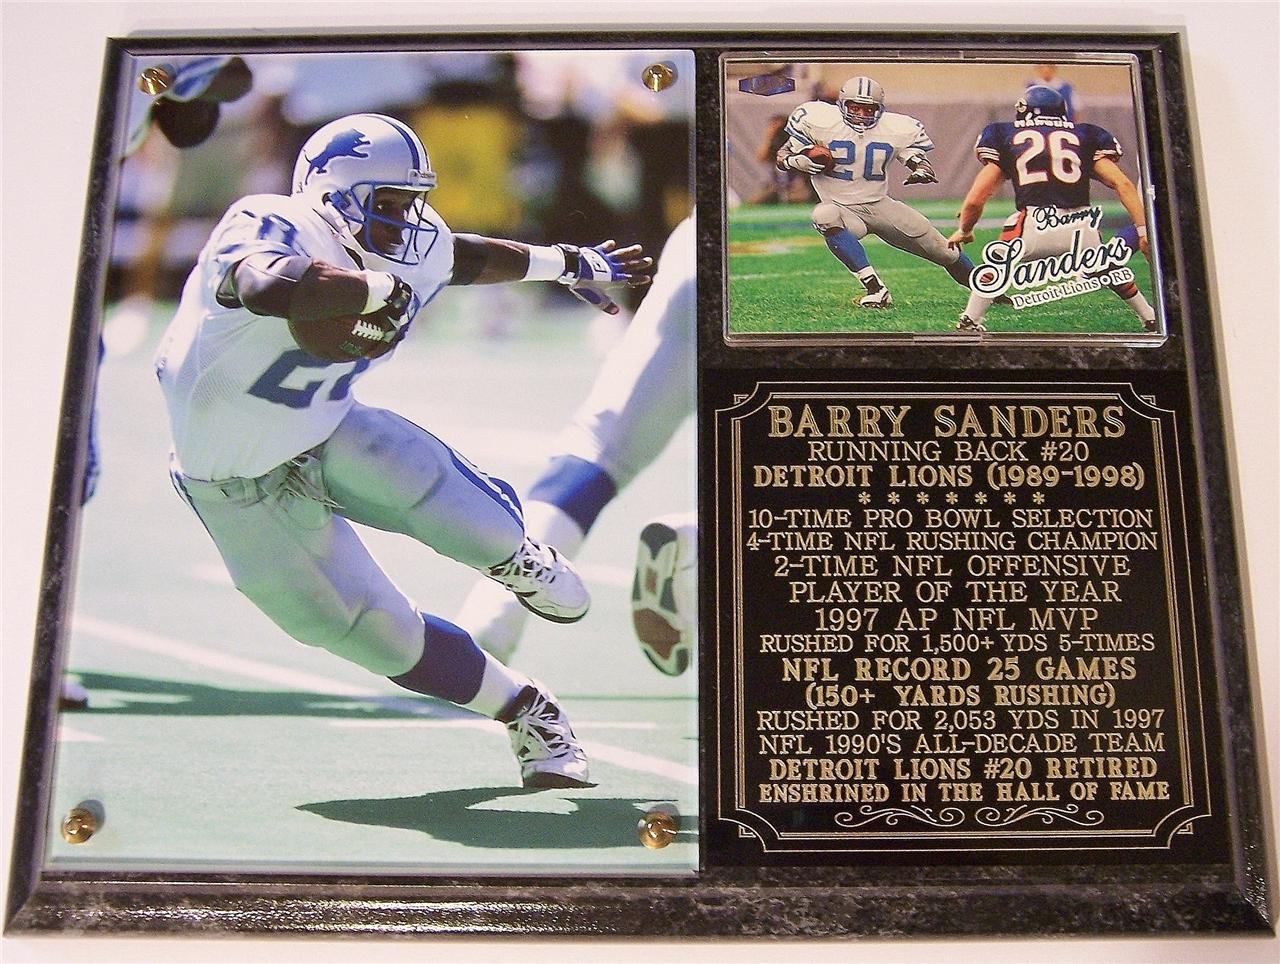 20
20
26
MANGUM
Barry
Sanders
Detroit Lions • RB
BARRY SANDERS
RUNNING BACK #20
DETROIT LIONS (1989-1998)
* * * * * * *
10-TIME PRO BOWL SELECTION
4-TIME NFL RUSHING CHAMPION
2-TIME NFL OFFENSIVE
PLAYER OF THE YEAR
1997 AP NFL MVP
RUSHED FOR 1,500+ YDS 5-TIMES
NFL RECORD 25 GAMES
(150+ YARDS RUSHING)
RUSHED FOR 2,053 YDS IN 1997
NFL 1990'S ALL-DECADE TEAM
DETROIT LIONS #20 RETIRED
ENSHRINED IN THE HALL OF FAME